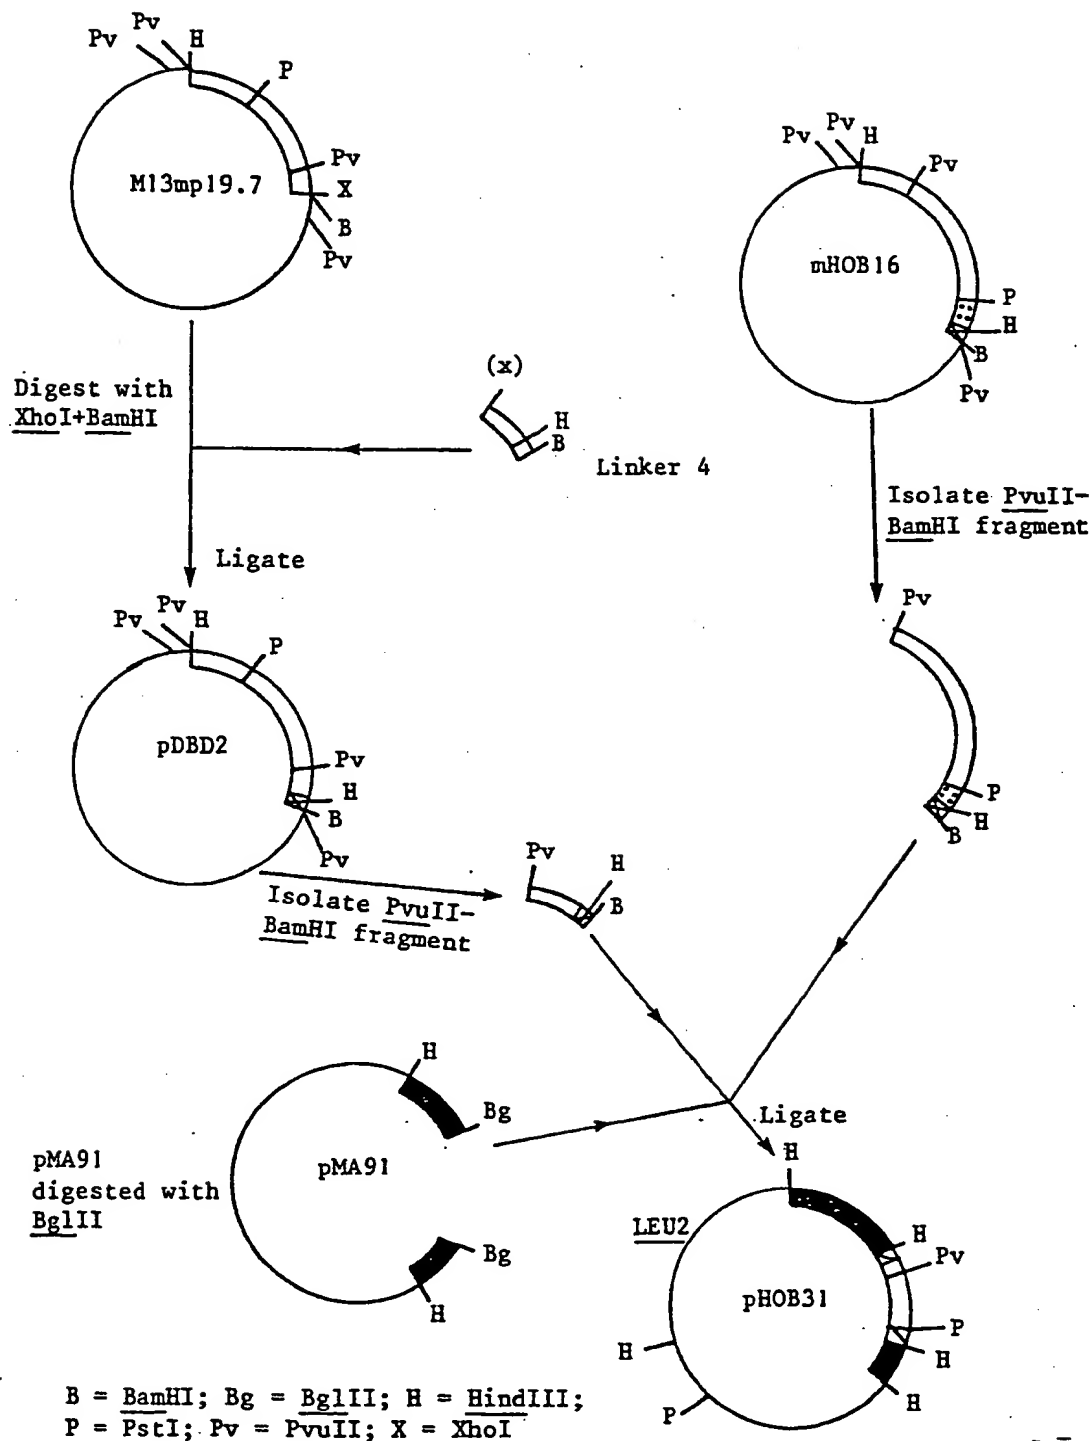 Pv
Pv
H
P
M13mp19.7
Pv
X
B
Pv
Pv
Pv
H
Pv
mHOB16
P
H
B
Pv
Digest with
XhoI+BamHI
(x)
H
B
Linker 4
Isolate PvuII-
BamHI fragment
Ligate
Pv
Pv
H
P
pDBD2
Pv
H
B
Pv
Pv
P
H
B
Isolate PvuII-
BamHI fragment
Pv
H
B
H
Bg
pMA91
Bg
H
pMA91
digested with
BglII
Ligate
H
LEU2
H
Pv
pHOB31
P
H
H
P
H
B = BamHI; Bg = BglII; H = HindIII;
P = PstI; Pv = PvuII; X = XhoI